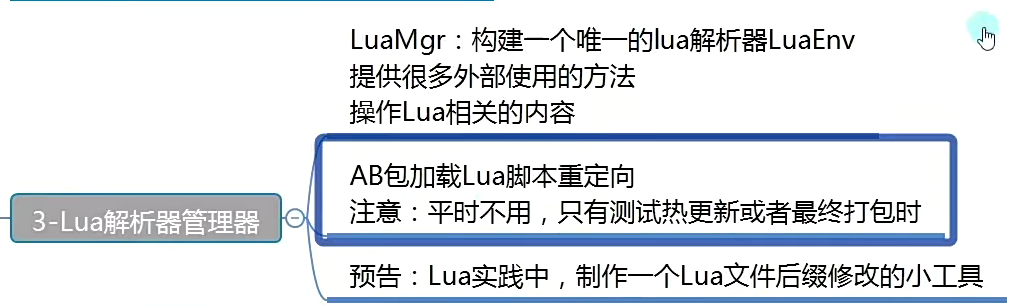 LuaMgr：构建一个唯一的lua解析器LuaEnv
提供很多外部使用的方法
操作Lua相关的内容
AB包加载Lua脚本重定向
注意：平时不用，只有测试热更新或者最终打包时
3-Lua解析器管理器
预告：Lua实践中，制作一个Lua文件后缀修改的小工具